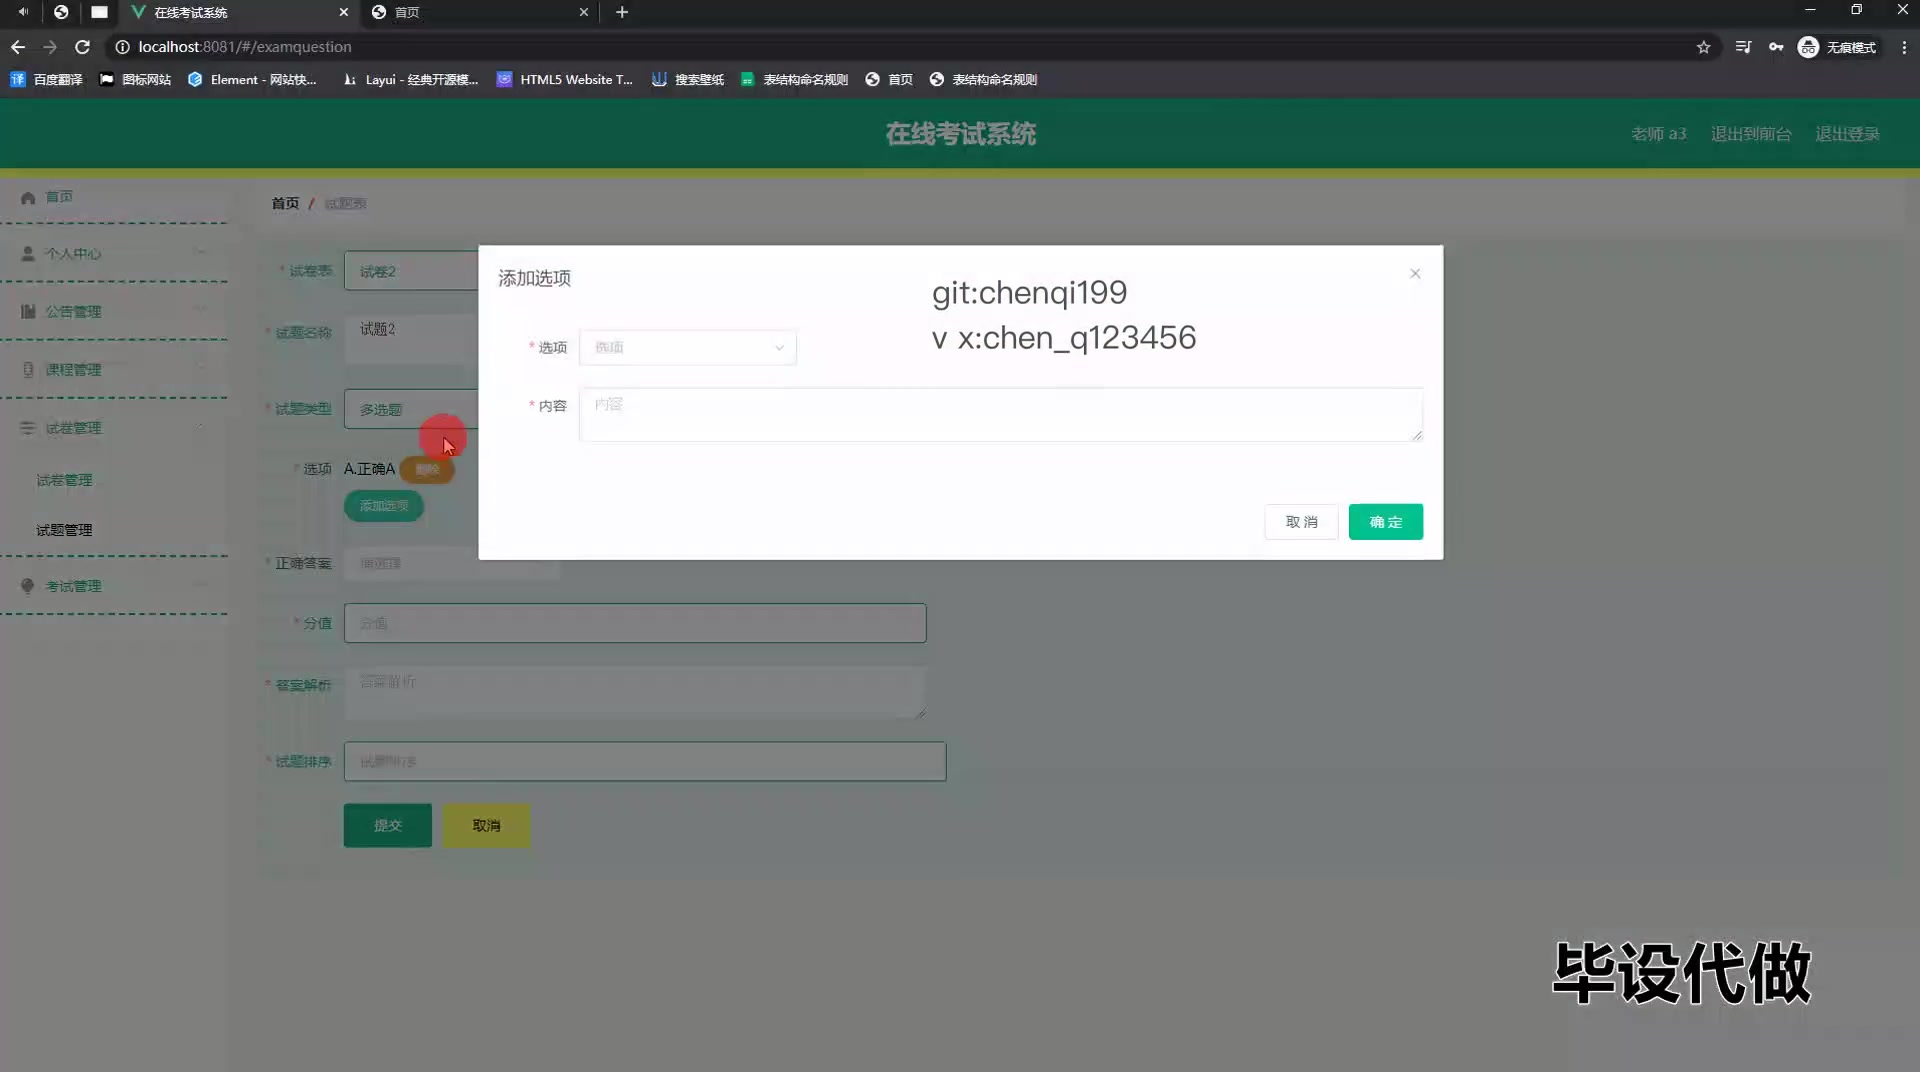 在线考试系统
首页
localhost:8081/#/examquestion
无痕模式
百度翻译
图标网站
Element - 网站快...
Layui - 经典开源模...
HTML5 Website T...
搜索壁纸
表结构命名规则
首页
表结构命名规则
在线考试系统
老师 a3
退出到前台
退出登录
首页
个人中心
公告管理
课程管理
试卷管理
试卷管理
试题管理
考试管理
首页 / 试题表
* 试卷表 试卷2
* 试题名称 试题2
* 试题类型 多选题
* 选项 A.正确A 删除
添加选项
* 正确答案 请选择
* 分值 分值
* 答案解析 答案解析
* 试题排序 试题排序
提交 取消
添加选项
* 选项 选项
* 内容 内容
取 消 确 定
git:chenqi199
v x:chen_q123456
毕设代做